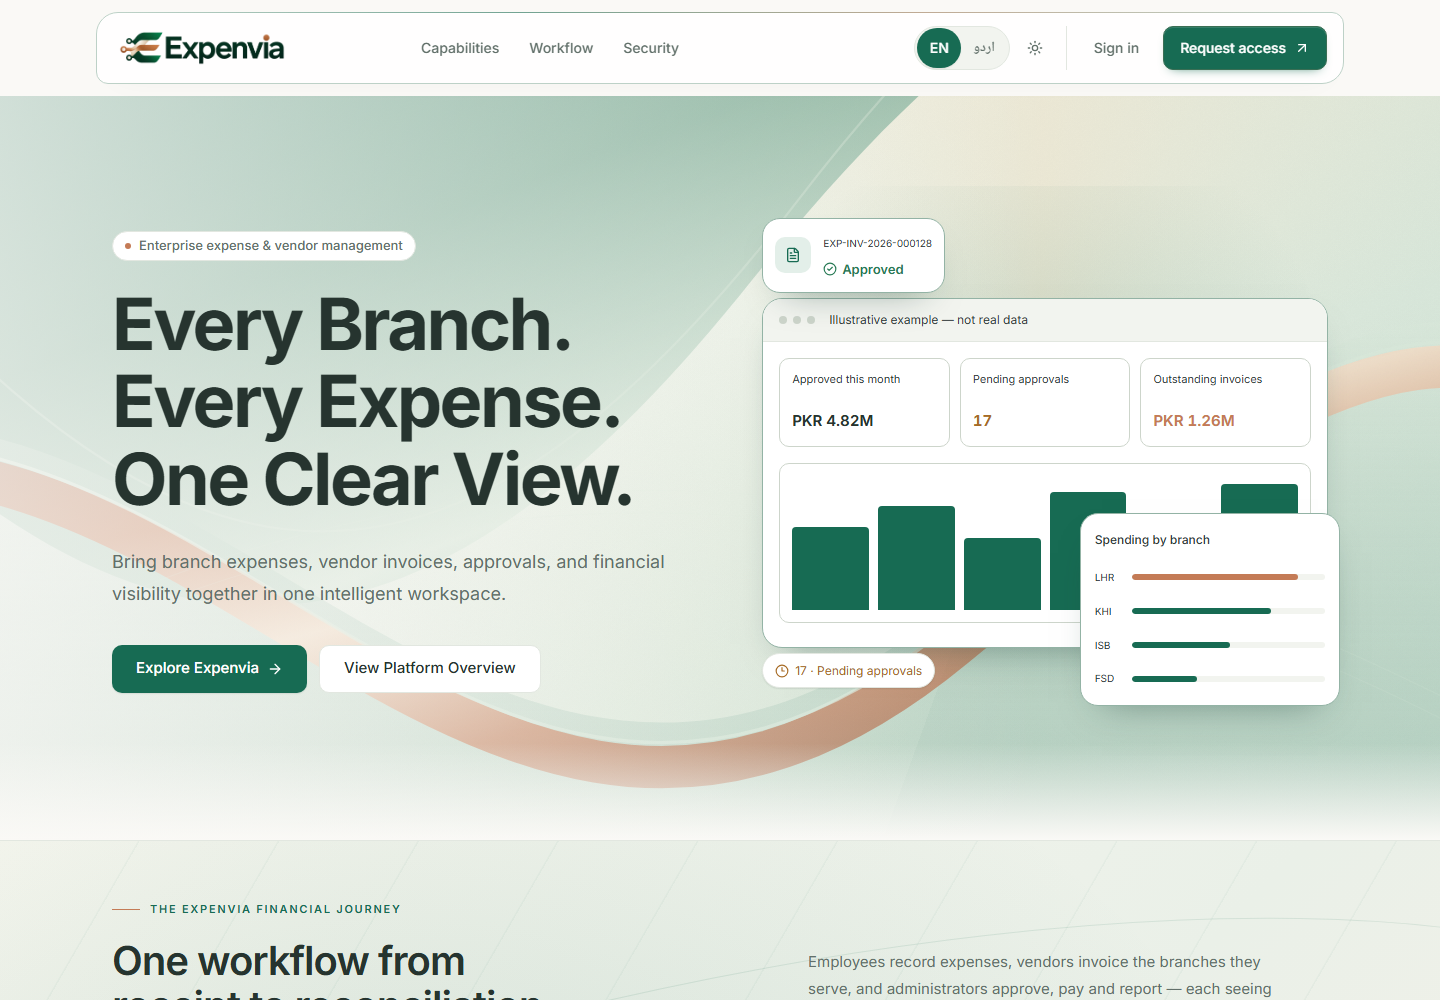 Expenvia
Capabilities
Workflow
Security
EN
اردو
Sign in
Request access
Enterprise expense & vendor management
Every Branch.
Every Expense.
One Clear View.
Bring branch expenses, vendor invoices, approvals, and financial
visibility together in one intelligent workspace.
Explore Expenvia
View Platform Overview
EXP-INV-2026-000128
Approved
Illustrative example — not real data
Approved this month
PKR 4.82M
Pending approvals
17
Outstanding invoices
PKR 1.26M
Spending by branch
LHR
KHI
ISB
FSD
17 · Pending approvals
THE EXPENVIA FINANCIAL JOURNEY
One workflow from
receipt to reconciliation
Employees record expenses, vendors invoice the branches they
serve, and administrators approve, pay and report — each seeing